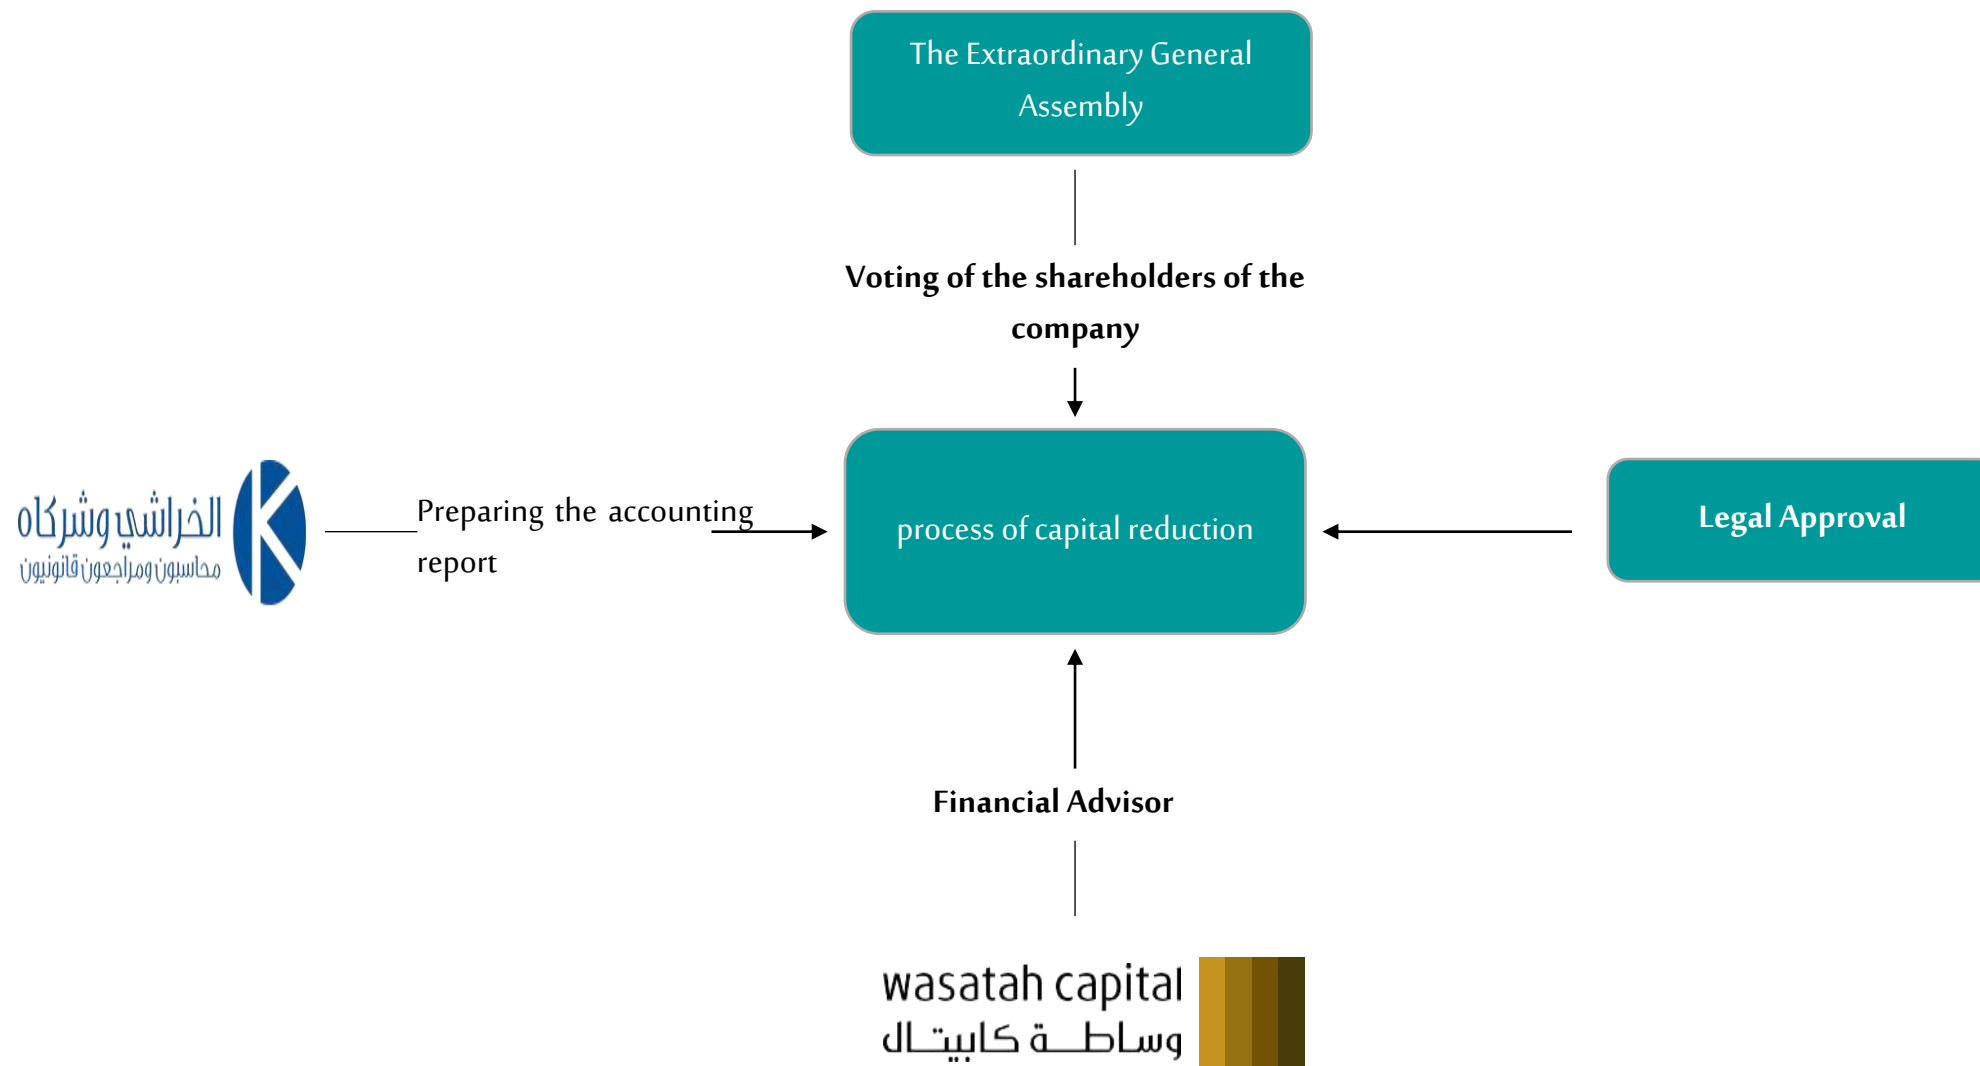 The Extraordinary General
Assembly
Voting of the shareholders of the
company
الخراشي وشركاه
محاسبون ومراجعون قانونيون
Preparing the accounting
report
process of capital reduction
Legal Approval
Financial Advisor
wasatah capital
وساطة كابيتال